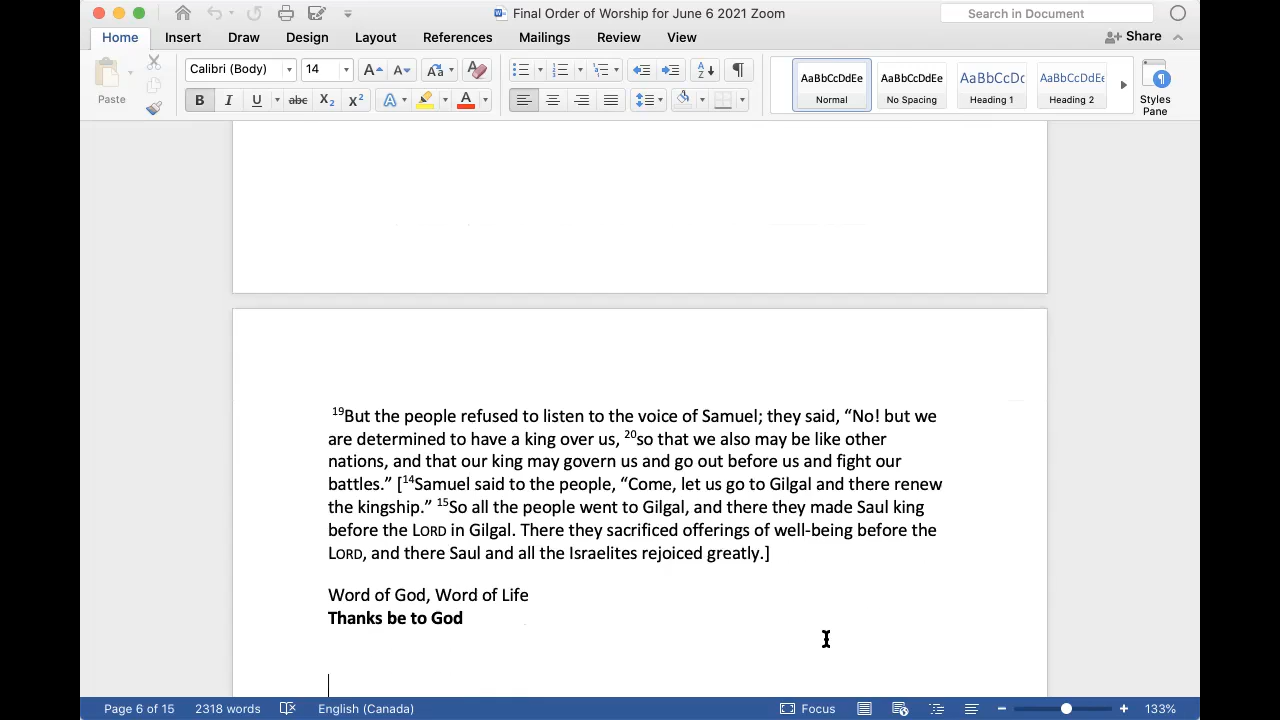 Final Order of Worship for June 6 2021 Zoom
Search in Document
Home Insert Draw Design Layout References Mailings Review View Share
Paste
Calibri (Body) 14
B I U abc X₂ X²
AaBbCcDdEe AaBbCcDdEe AaBbCcDc AaBbCcDdEe
Normal No Spacing Heading 1 Heading 2
Styles
Pane
¹⁹But the people refused to listen to the voice of Samuel; they said, “No! but we
are determined to have a king over us, ²⁰so that we also may be like other
nations, and that our king may govern us and go out before us and fight our
battles.” [¹⁴Samuel said to the people, “Come, let us go to Gilgal and there renew
the kingship.” ¹⁵So all the people went to Gilgal, and there they made Saul king
before the LORD in Gilgal. There they sacrificed offerings of well-being before the
LORD, and there Saul and all the Israelites rejoiced greatly.]
Word of God, Word of Life
Thanks be to God
Page 6 of 15 2318 words English (Canada) Focus 133%